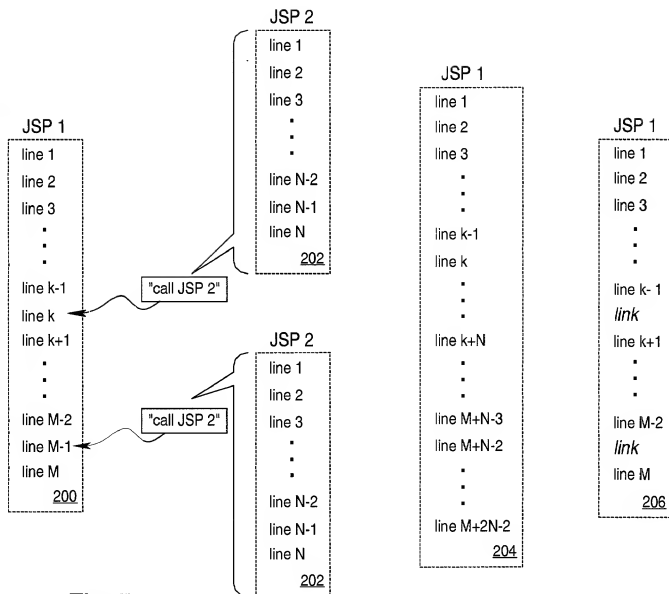 JSP 1
line 1
line 2
line 3
line k-1
line k
line k+1
line M-2
line M-1
line M
200
"call JSP 2"
"call JSP 2"
JSP 2
line 1
line 2
line 3
line N-2
line N-1
line N
202
JSP 2
line 1
line 2
line 3
line N-2
line N-1
line N
202
JSP 1
line 1
line 2
line 3
line k-1
line k
line k+N
line M+N-3
line M+N-2
line M+2N-2
204
JSP 1
line 1
line 2
line 3
line k- 1
link
line k+1
line M-2
link
line M
206